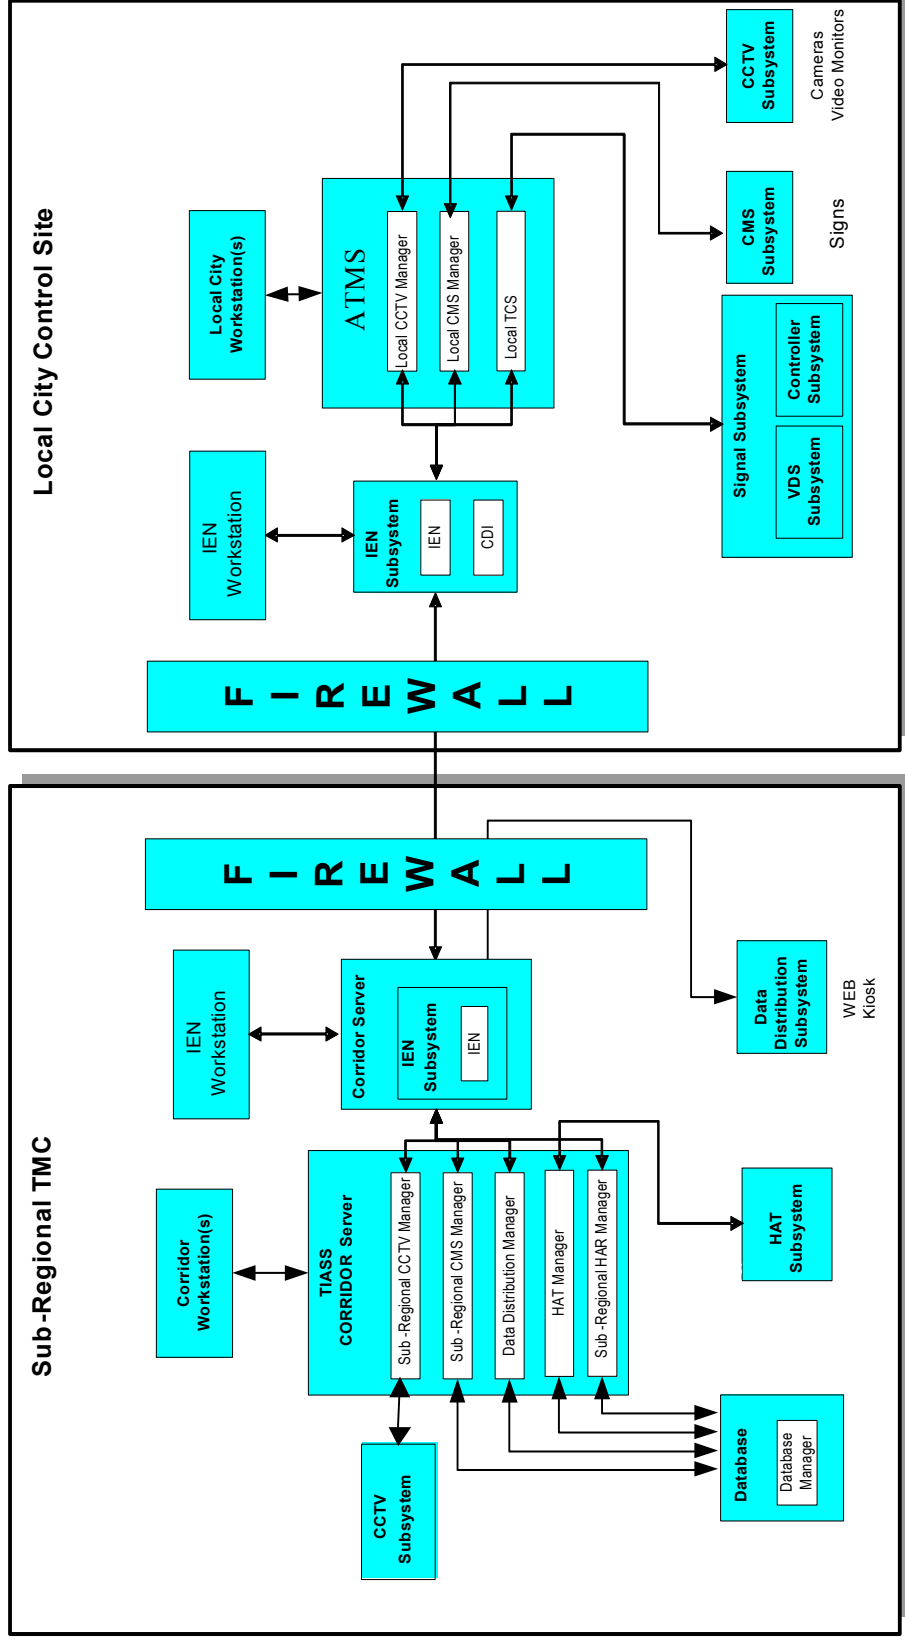 Sub-Regional TMC
Corridor
Workstation(s)
IEN
Workstation
CCTV
Subsystem
TIASS
CORRIDOR Server
Sub -Regional CCTV Manager
Sub-Regional CMS Manager
Data Distribution Manager
HAT Manager
Sub -Regional HAR Manager
Corridor Server
IEN
Subsystem
IEN
FIREWALL
Database
Database
Manager
HAT
Subsystem
Data
Distribution
Subsystem
WEB
Kiosk
Local City Control Site
FIREWALL
IEN
Workstation
Local City
Workstation(s)
IEN
Subsystem
IEN
CDI
ATMS
Local CCTV Manager
Local CMS Manager
Local TCS
Signal Subsystem
VDS
Subsystem
Controller
Subsystem
CMS
Subsystem
Signs
CCTV
Subsystem
Cameras
Video Monitors